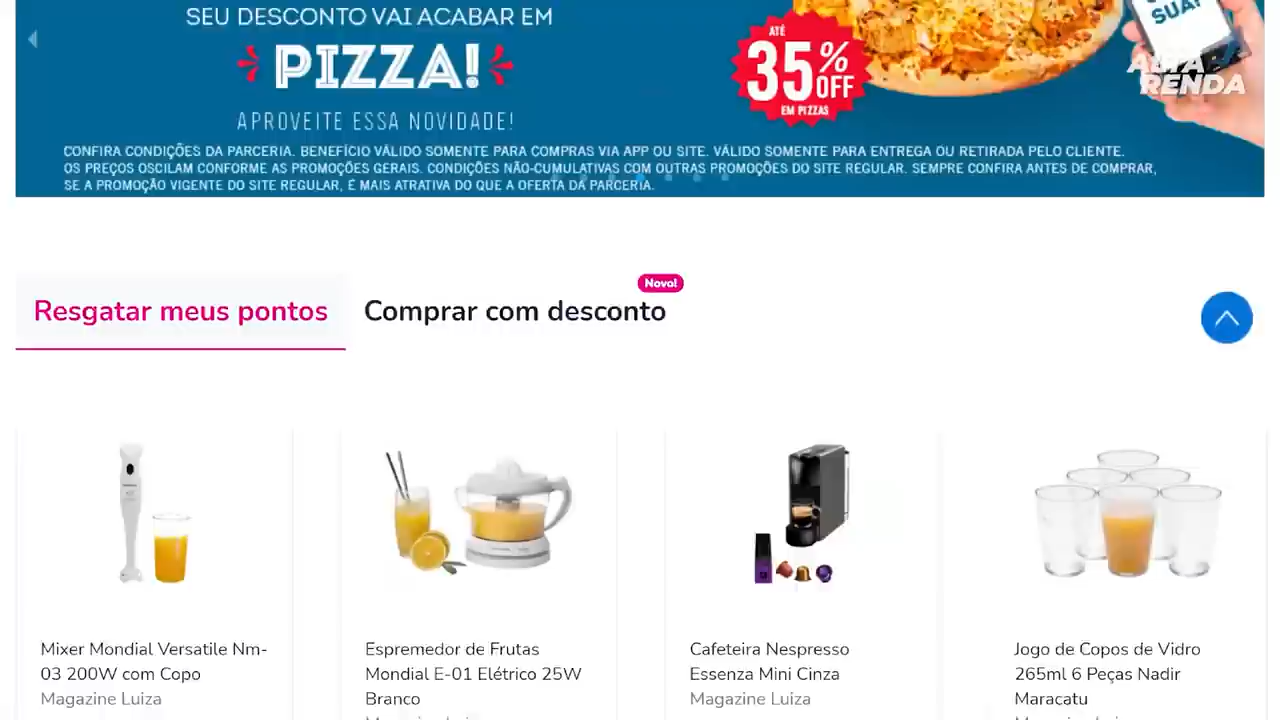 SEU DESCONTO VAI ACABAR EM
PIZZA!
APROVEITE ESSA NOVIDADE!
ATÉ
35% OFF
EM PIZZAS
SUA!
ALTA
RENDA
CONFIRA CONDIÇÕES DA PARCERIA. BENEFÍCIO VÁLIDO SOMENTE PARA COMPRAS VIA APP OU SITE. VÁLIDO SOMENTE PARA ENTREGA OU RETIRADA PELO CLIENTE.
OS PREÇOS OSCILAM CONFORME AS PROMOÇÕES GERAIS. CONDIÇÕES NÃO-CUMULATIVAS COM OUTRAS PROMOÇÕES DO SITE REGULAR. SEMPRE CONFIRA ANTES DE COMPRAR,
SE A PROMOÇÃO VIGENTE DO SITE REGULAR, É MAIS ATRATIVA DO QUE A OFERTA DA PARCERIA.
Novo!
Resgatar meus pontos
Comprar com desconto
Mixer Mondial Versatile Nm-
03 200W com Copo
Magazine Luiza
Espremedor de Frutas
Mondial E-01 Elétrico 25W
Branco
Cafeteira Nespresso
Essenza Mini Cinza
Magazine Luiza
Jogo de Copos de Vidro
265ml 6 Peças Nadir
Maracatu